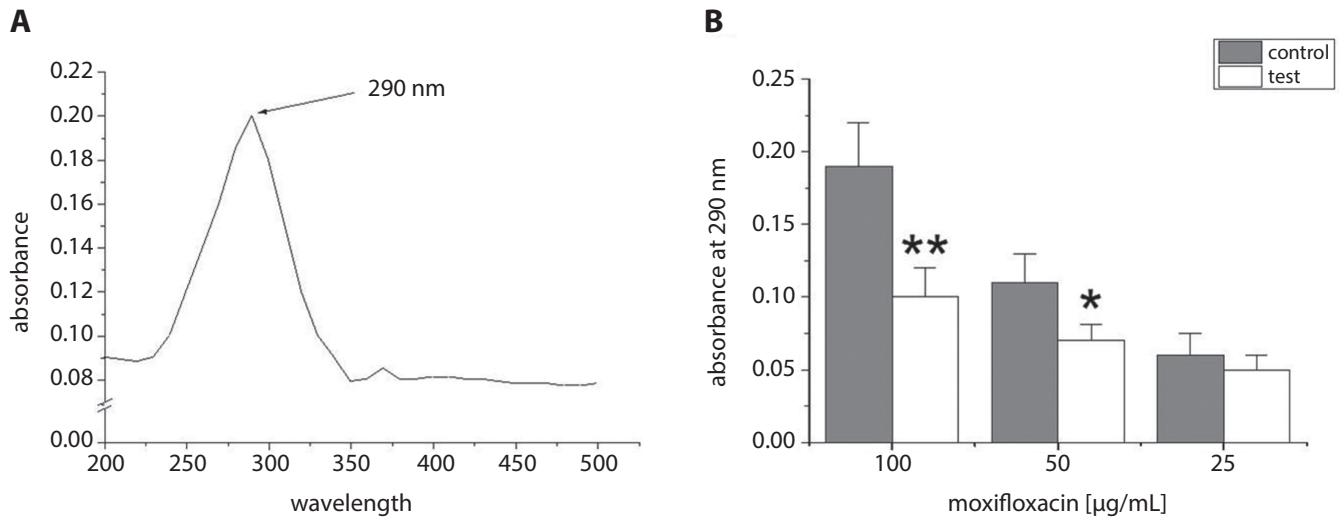 A
0.22
0.20
0.18
0.16
0.14
0.12
0.10
0.08
0.00
absorbance
290 nm
200 250 300 350 400 450 500
wavelength
B
control
test
0.25
0.20
0.15
0.10
0.05
0.00
absorbance at 290 nm
**
*
100 50 25
moxifloxacin [µg/mL]